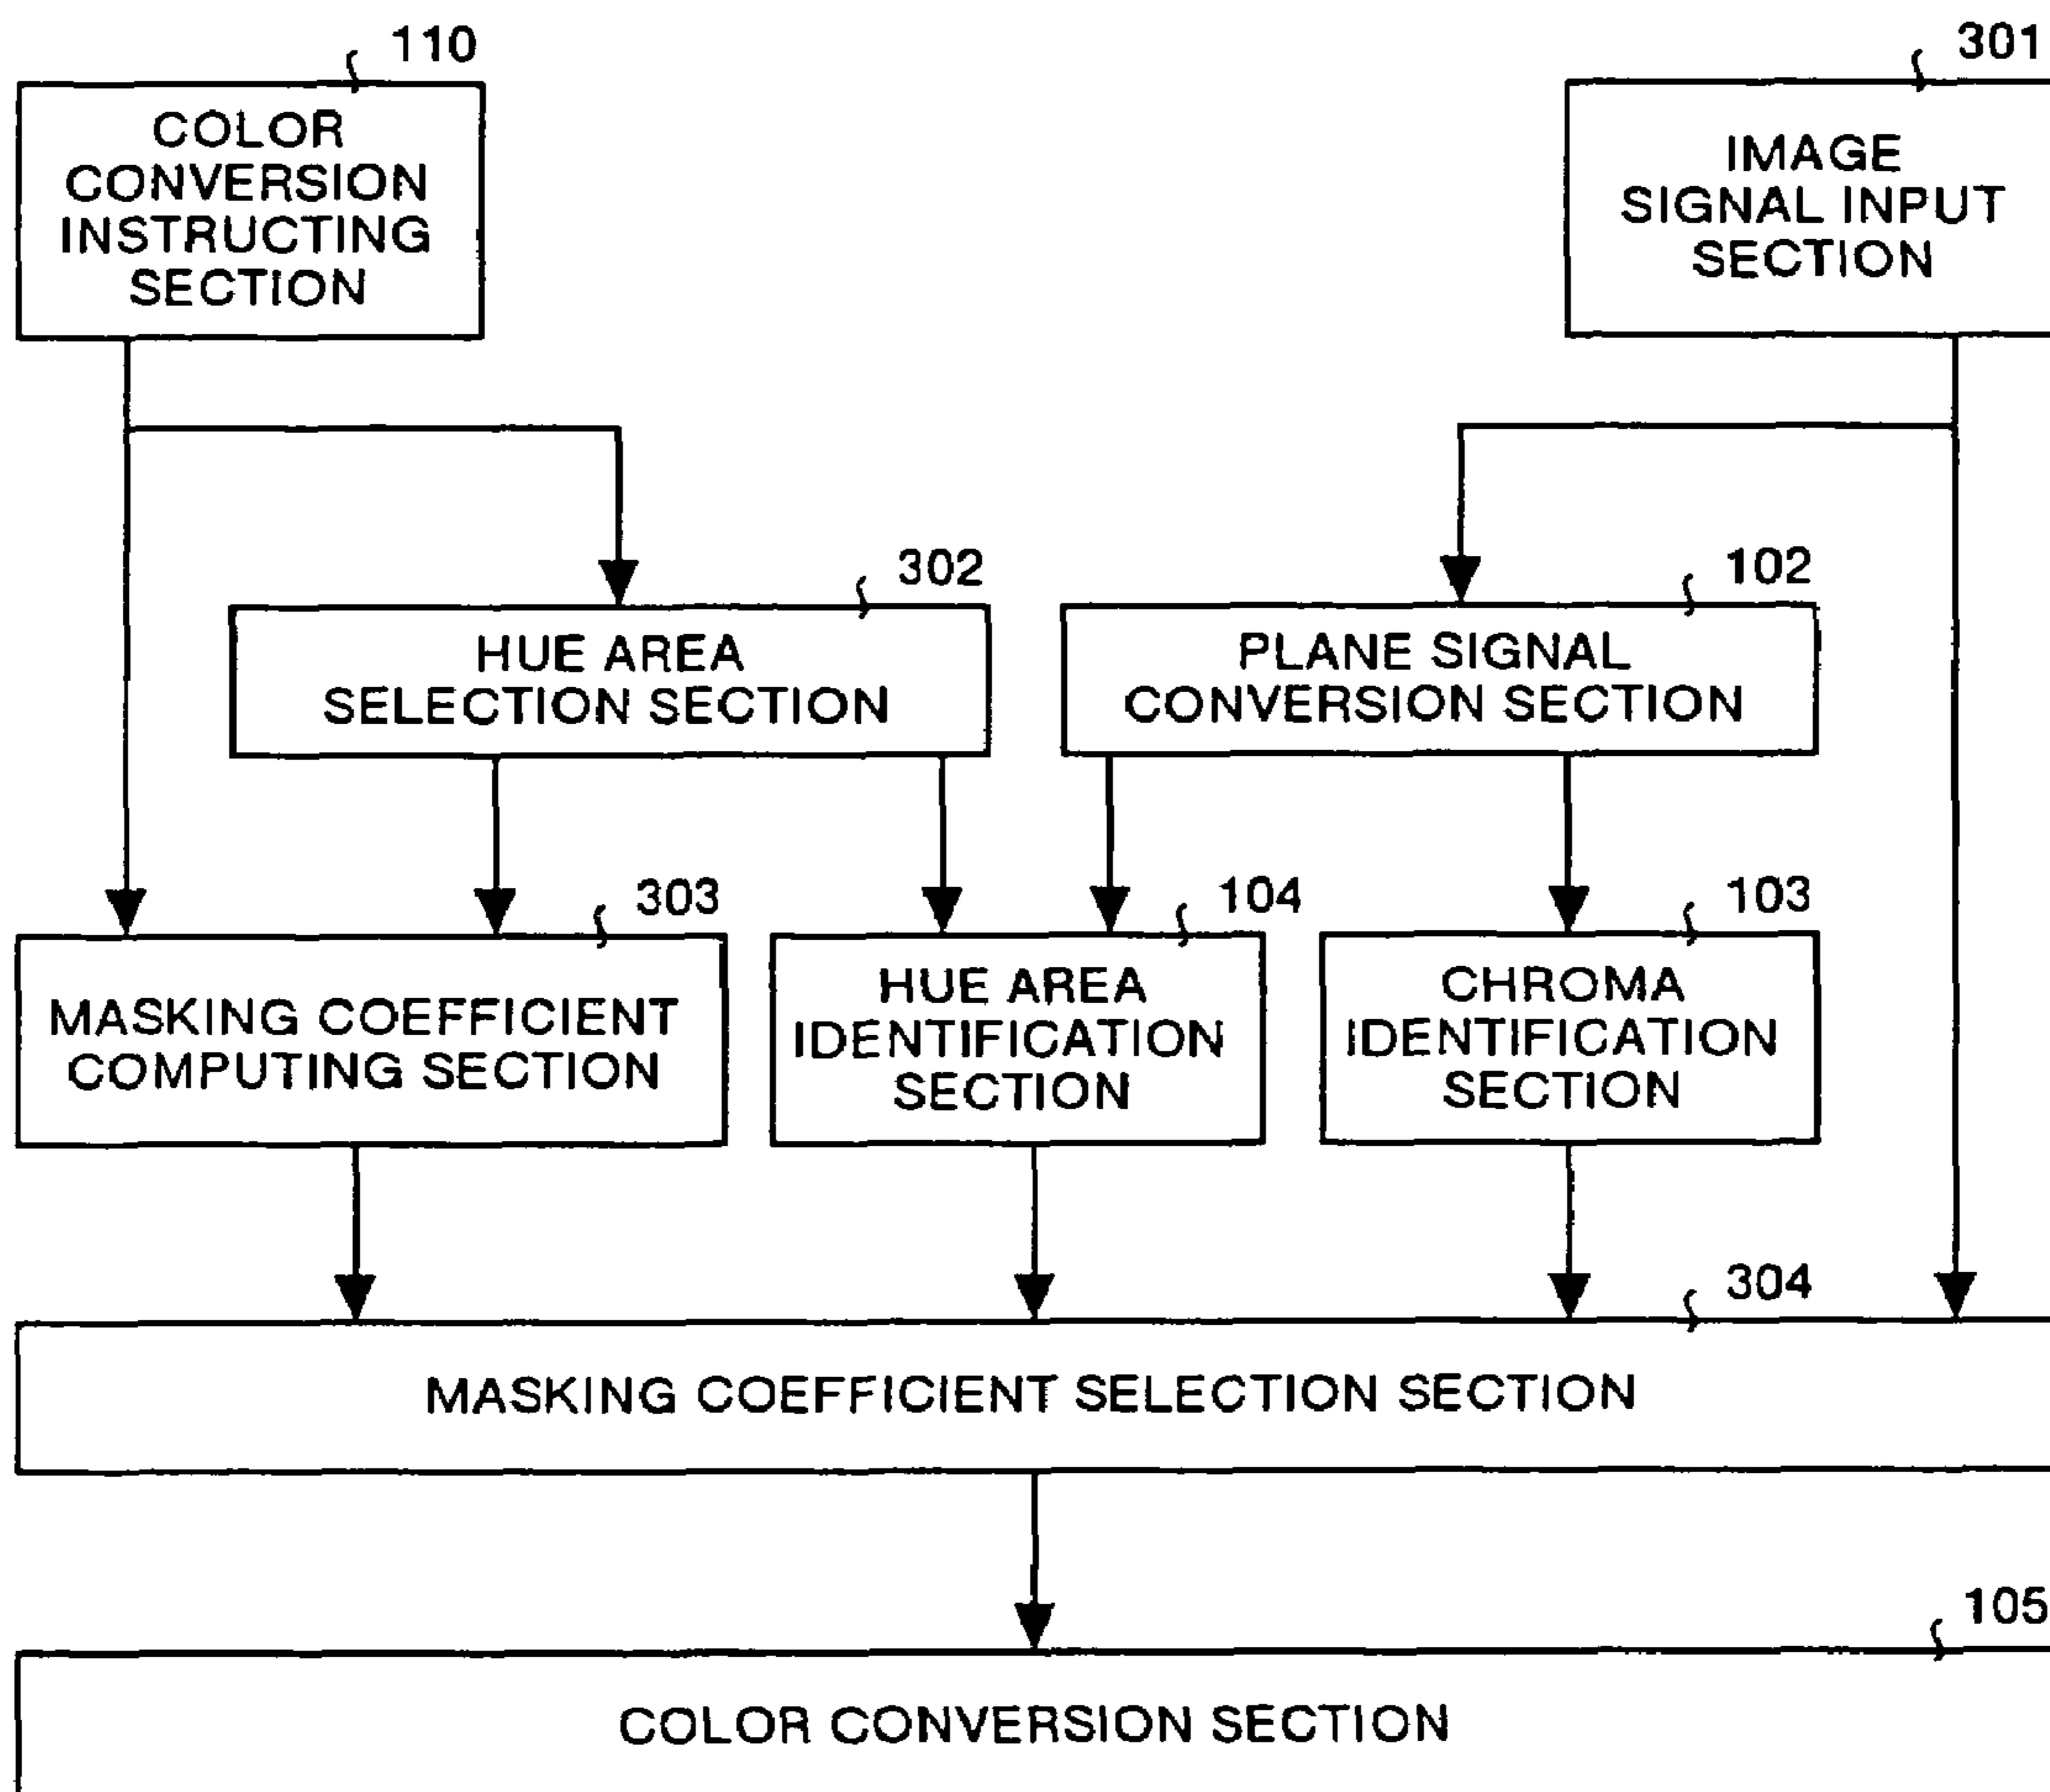 110
COLOR
CONVERSION
INSTRUCTING
SECTION
301
IMAGE
SIGNAL INPUT
SECTION
302
HUE AREA
SELECTION SECTION
102
PLANE SIGNAL
CONVERSION SECTION
303
MASKING COEFFICIENT
COMPUTING SECTION
104
HUE AREA
IDENTIFICATION
SECTION
103
CHROMA
IDENTIFICATION
SECTION
304
MASKING COEFFICIENT SELECTION SECTION
105
COLOR CONVERSION SECTION